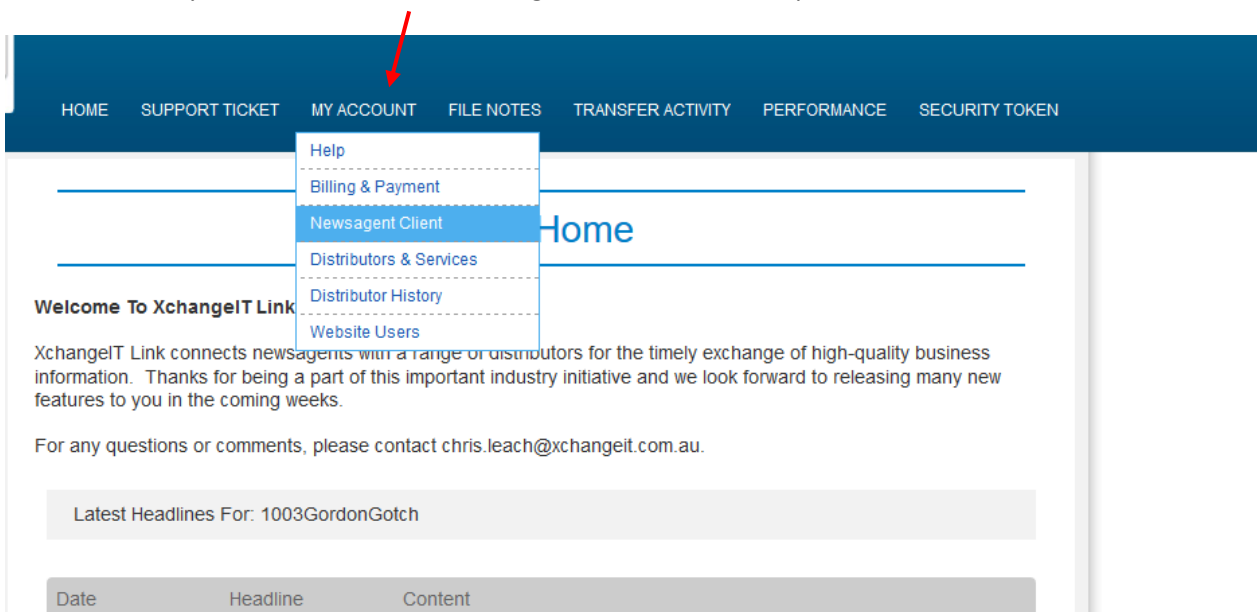 HOME SUPPORT TICKET MY ACCOUNT FILE NOTES TRANSFER ACTIVITY PERFORMANCE SECURITY TOKEN
Help
Billing & Payment
Newsagent Client
Distributors & Services
Distributor History
Website Users
Home
Welcome To XchangeIT Link
XchangeIT Link connects newsagents with a range of distributors for the timely exchange of high-quality business
information. Thanks for being a part of this important industry initiative and we look forward to releasing many new
features to you in the coming weeks.
For any questions or comments, please contact chris.leach@xchangeit.com.au.
Latest Headlines For: 1003GordonGotch
Date Headline Content